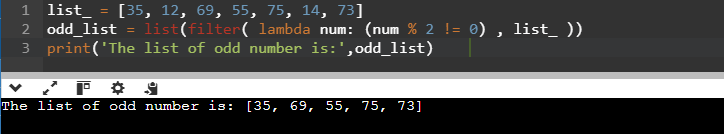 1 list_ = [35, 12, 69, 55, 75, 14, 73]
2 odd_list = list(filter( lambda num: (num % 2 != 0) , list_ ))
3 print('The list of odd number is:',odd_list)
The list of odd number is: [35, 69, 55, 75, 73]